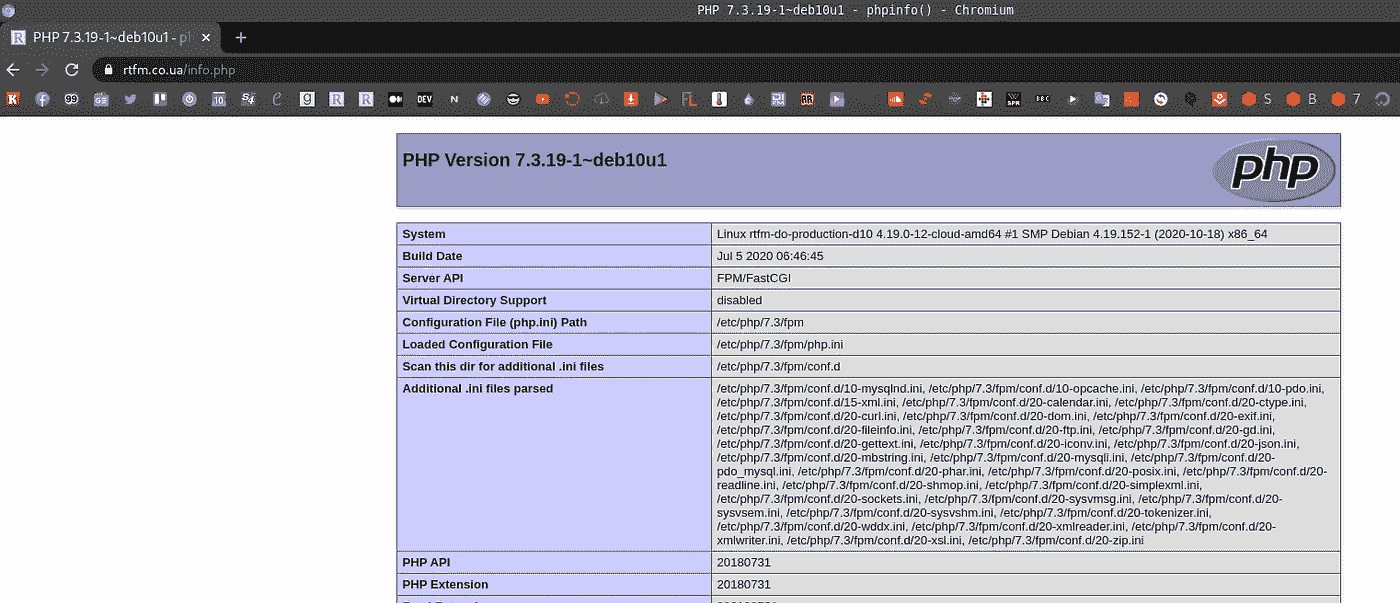 PHP 7.3.19-1~deb10u1 - phpinfo() - Chromium
PHP 7.3.19-1~deb10u1 - p
rtfm.co.ua/info.php
99 10 DEV N SPR BBC S B 7
PHP Version 7.3.19-1~deb10u1
php
System Linux rtfm-do-production-d10 4.19.0-12-cloud-amd64 #1 SMP Debian 4.19.152-1 (2020-10-18) x86_64
Build Date Jul 5 2020 06:46:45
Server API FPM/FastCGI
Virtual Directory Support disabled
Configuration File (php.ini) Path /etc/php/7.3/fpm
Loaded Configuration File /etc/php/7.3/fpm/php.ini
Scan this dir for additional .ini files /etc/php/7.3/fpm/conf.d
Additional .ini files parsed /etc/php/7.3/fpm/conf.d/10-mysqlnd.ini, /etc/php/7.3/fpm/conf.d/10-opcache.ini, /etc/php/7.3/fpm/conf.d/10-pdo.ini,
/etc/php/7.3/fpm/conf.d/15-xml.ini, /etc/php/7.3/fpm/conf.d/20-calendar.ini, /etc/php/7.3/fpm/conf.d/20-ctype.ini,
/etc/php/7.3/fpm/conf.d/20-curl.ini, /etc/php/7.3/fpm/conf.d/20-dom.ini, /etc/php/7.3/fpm/conf.d/20-exif.ini,
/etc/php/7.3/fpm/conf.d/20-fileinfo.ini, /etc/php/7.3/fpm/conf.d/20-ftp.ini, /etc/php/7.3/fpm/conf.d/20-gd.ini,
/etc/php/7.3/fpm/conf.d/20-gettext.ini, /etc/php/7.3/fpm/conf.d/20-iconv.ini, /etc/php/7.3/fpm/conf.d/20-json.ini,
/etc/php/7.3/fpm/conf.d/20-mbstring.ini, /etc/php/7.3/fpm/conf.d/20-mysqli.ini, /etc/php/7.3/fpm/conf.d/20-
pdo_mysql.ini, /etc/php/7.3/fpm/conf.d/20-phar.ini, /etc/php/7.3/fpm/conf.d/20-posix.ini, /etc/php/7.3/fpm/conf.d/20-
readline.ini, /etc/php/7.3/fpm/conf.d/20-shmop.ini, /etc/php/7.3/fpm/conf.d/20-simplexml.ini,
/etc/php/7.3/fpm/conf.d/20-sockets.ini, /etc/php/7.3/fpm/conf.d/20-sysvmsg.ini, /etc/php/7.3/fpm/conf.d/20-
sysvsem.ini, /etc/php/7.3/fpm/conf.d/20-sysvshm.ini, /etc/php/7.3/fpm/conf.d/20-tokenizer.ini,
/etc/php/7.3/fpm/conf.d/20-wddx.ini, /etc/php/7.3/fpm/conf.d/20-xmlreader.ini, /etc/php/7.3/fpm/conf.d/20-
xmlwriter.ini, /etc/php/7.3/fpm/conf.d/20-xsl.ini, /etc/php/7.3/fpm/conf.d/20-zip.ini
PHP API 20180731
PHP Extension 20180731